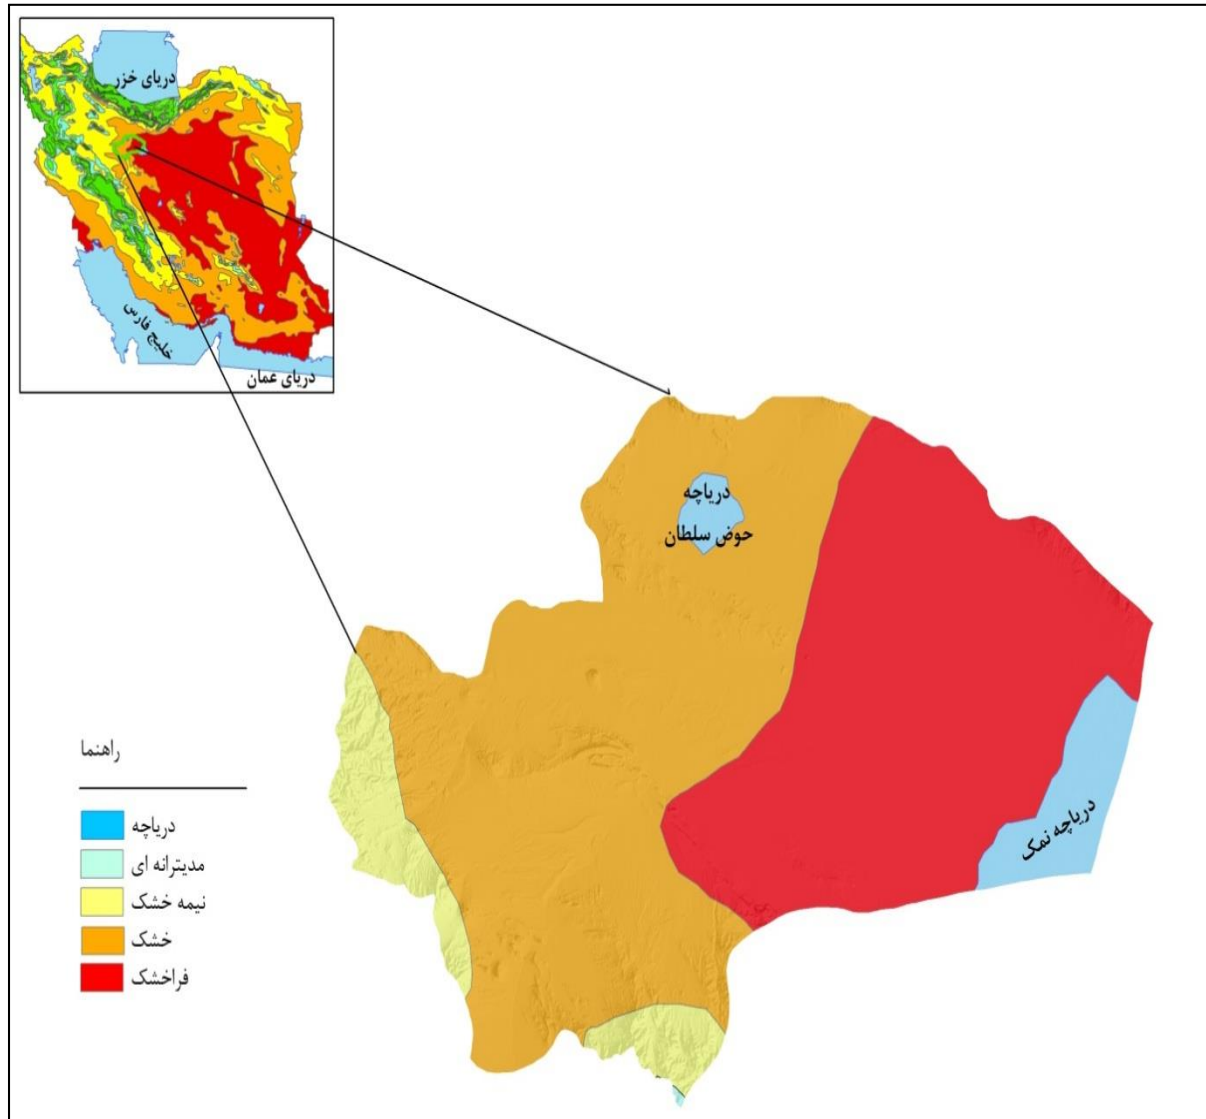 دریای خزر
خلیج فارس
دریای عمان
دریاچه
حوض سلطان
دریاچه نمک
راهنما
دریاچه
مدیترانه ای
نیمه خشک
خشک
فراخشک